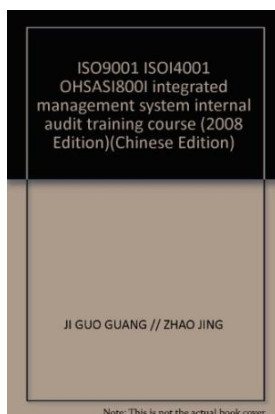 ISO9001 ISOI4001
OHSASI800I integrated
management system internal
audit training course (2008
Edition)(Chinese Edition)
JI GUO GUANG // ZHAO JING
Note: This is not the actual book cover